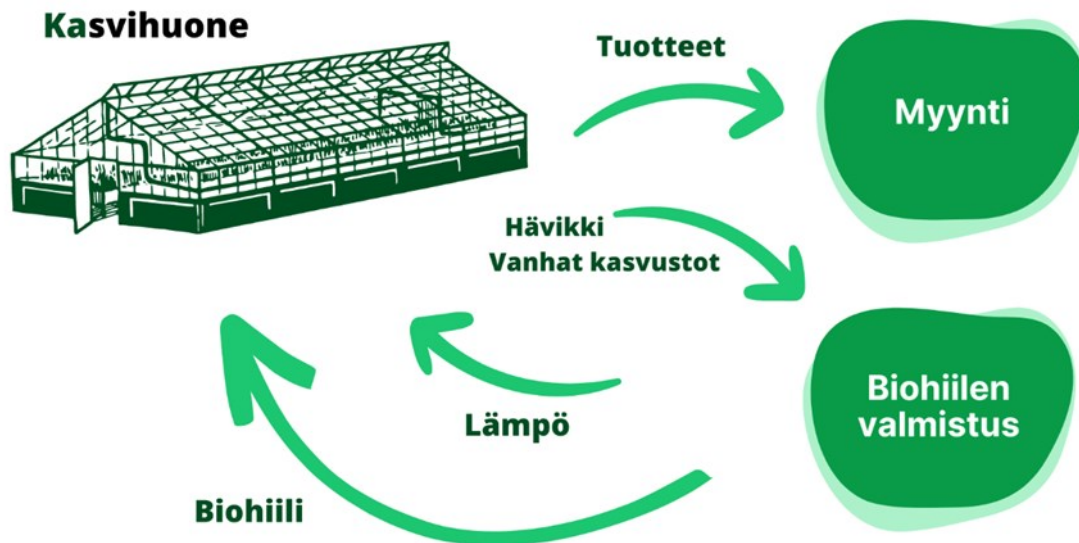 Kasvihuone
Tuotteet
Myynti
Hävikki
Vanhat kasvustot
Biohiilen
valmistus
Lämpö
Biohiili